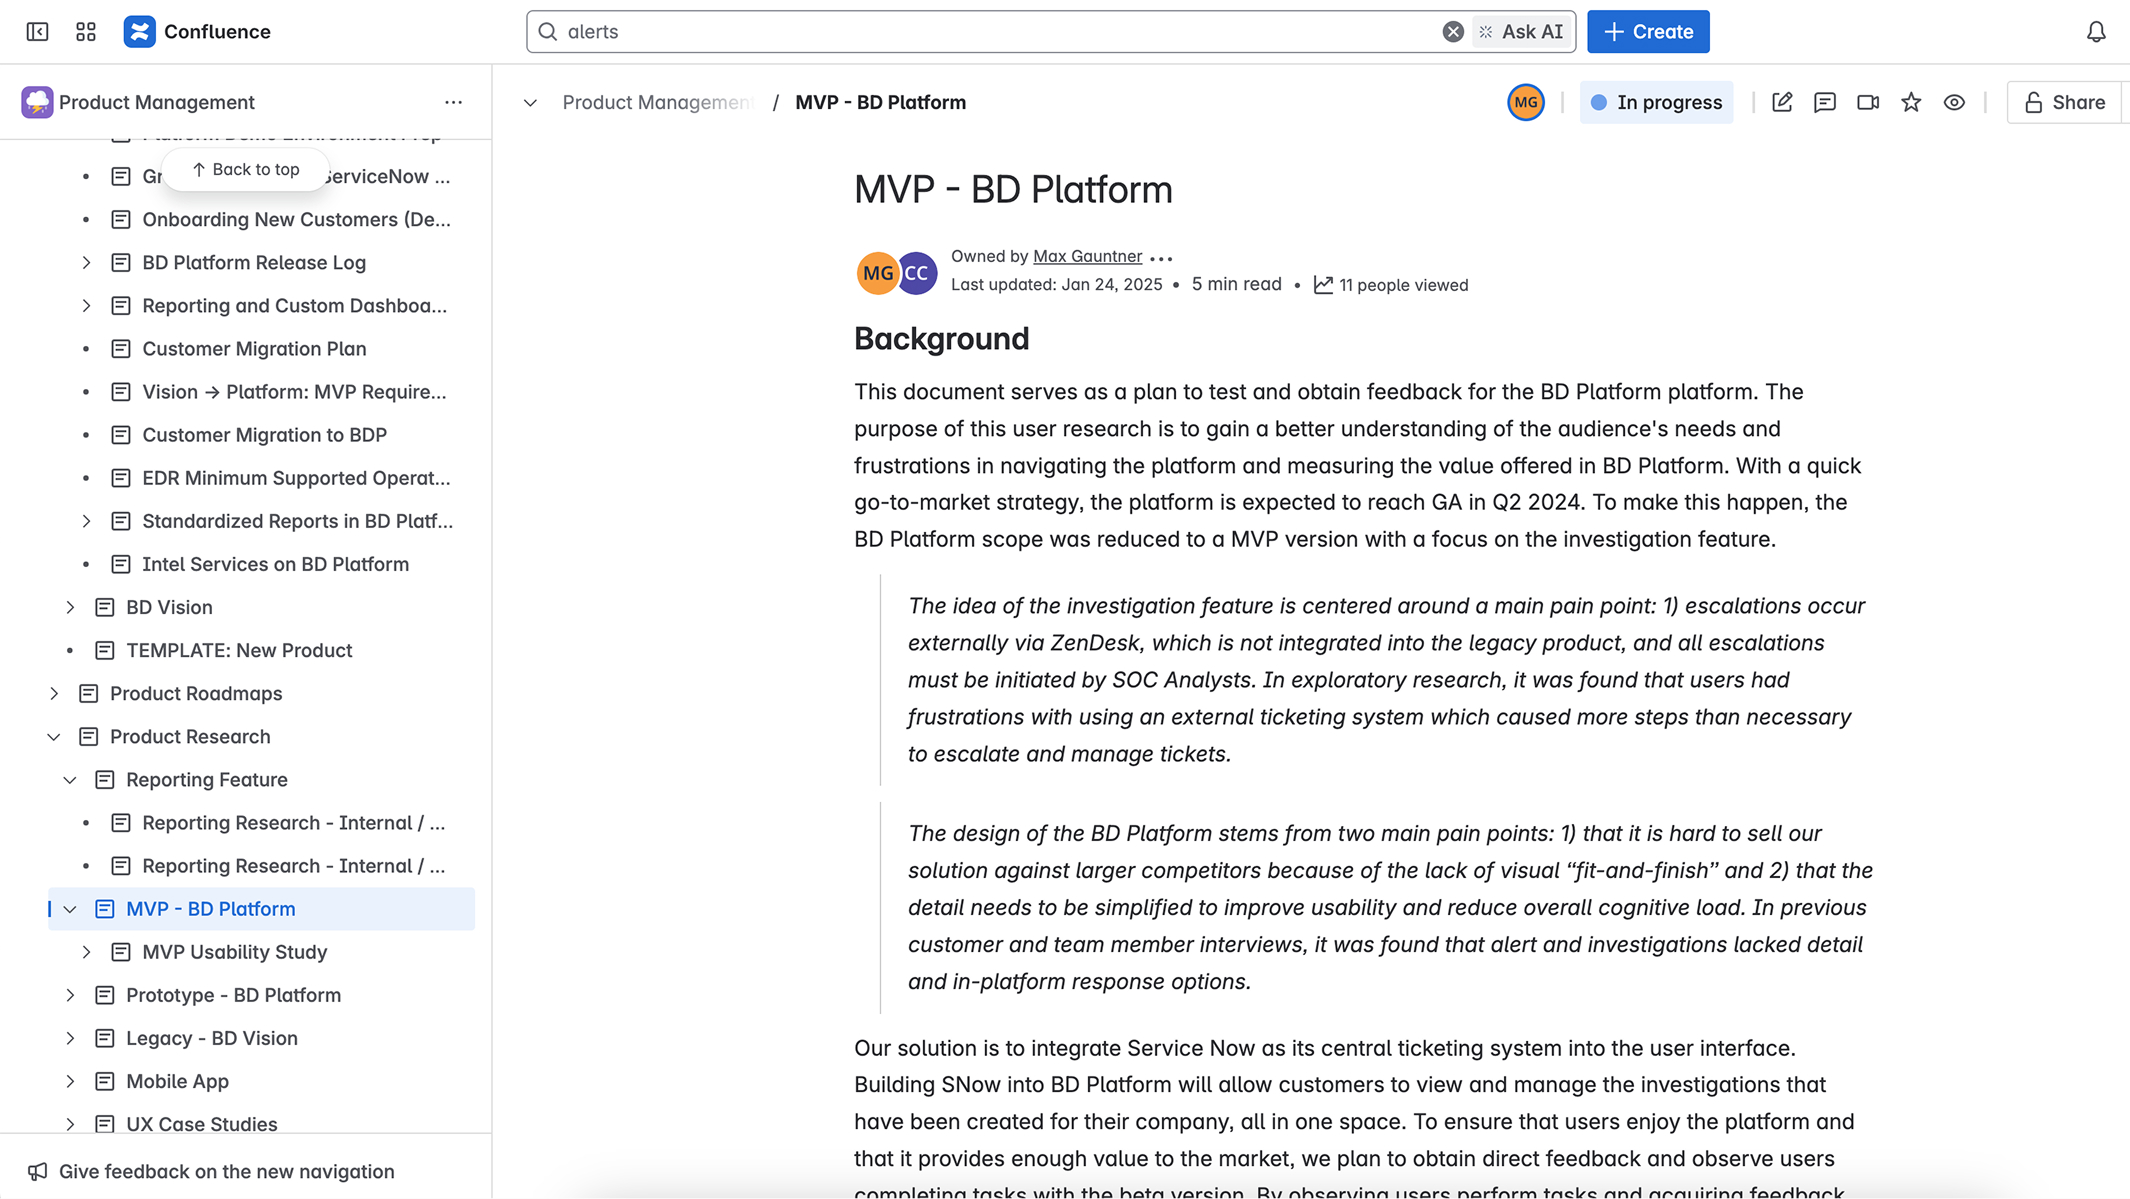 Confluence
alerts
Ask AI
Create
Product Management
Product Management / MVP - BD Platform
MG
In progress
Share
Back to top
Gr ServiceNow ...
Onboarding New Customers (De...
BD Platform Release Log
Reporting and Custom Dashboa...
Customer Migration Plan
Vision → Platform: MVP Require...
Customer Migration to BDP
EDR Minimum Supported Operat...
Standardized Reports in BD Platf...
Intel Services on BD Platform
BD Vision
TEMPLATE: New Product
Product Roadmaps
Product Research
Reporting Feature
Reporting Research - Internal / ...
Reporting Research - Internal / ...
MVP - BD Platform
MVP Usability Study
Prototype - BD Platform
Legacy - BD Vision
Mobile App
UX Case Studies
Give feedback on the new navigation
MVP - BD Platform
MG CC
Owned by Max Gauntner
Last updated: Jan 24, 2025 • 5 min read • 11 people viewed
Background
This document serves as a plan to test and obtain feedback for the BD Platform platform. The
purpose of this user research is to gain a better understanding of the audience's needs and
frustrations in navigating the platform and measuring the value offered in BD Platform. With a quick
go-to-market strategy, the platform is expected to reach GA in Q2 2024. To make this happen, the
BD Platform scope was reduced to a MVP version with a focus on the investigation feature.
The idea of the investigation feature is centered around a main pain point: 1) escalations occur
externally via ZenDesk, which is not integrated into the legacy product, and all escalations
must be initiated by SOC Analysts. In exploratory research, it was found that users had
frustrations with using an external ticketing system which caused more steps than necessary
to escalate and manage tickets.
The design of the BD Platform stems from two main pain points: 1) that it is hard to sell our
solution against larger competitors because of the lack of visual “fit-and-finish” and 2) that the
detail needs to be simplified to improve usability and reduce overall cognitive load. In previous
customer and team member interviews, it was found that alert and investigations lacked detail
and in-platform response options.
Our solution is to integrate Service Now as its central ticketing system into the user interface.
Building SNow into BD Platform will allow customers to view and manage the investigations that
have been created for their company, all in one space. To ensure that users enjoy the platform and
that it provides enough value to the market, we plan to obtain direct feedback and observe users
completing tasks with the beta version. By observing users perform tasks and acquiring feedback